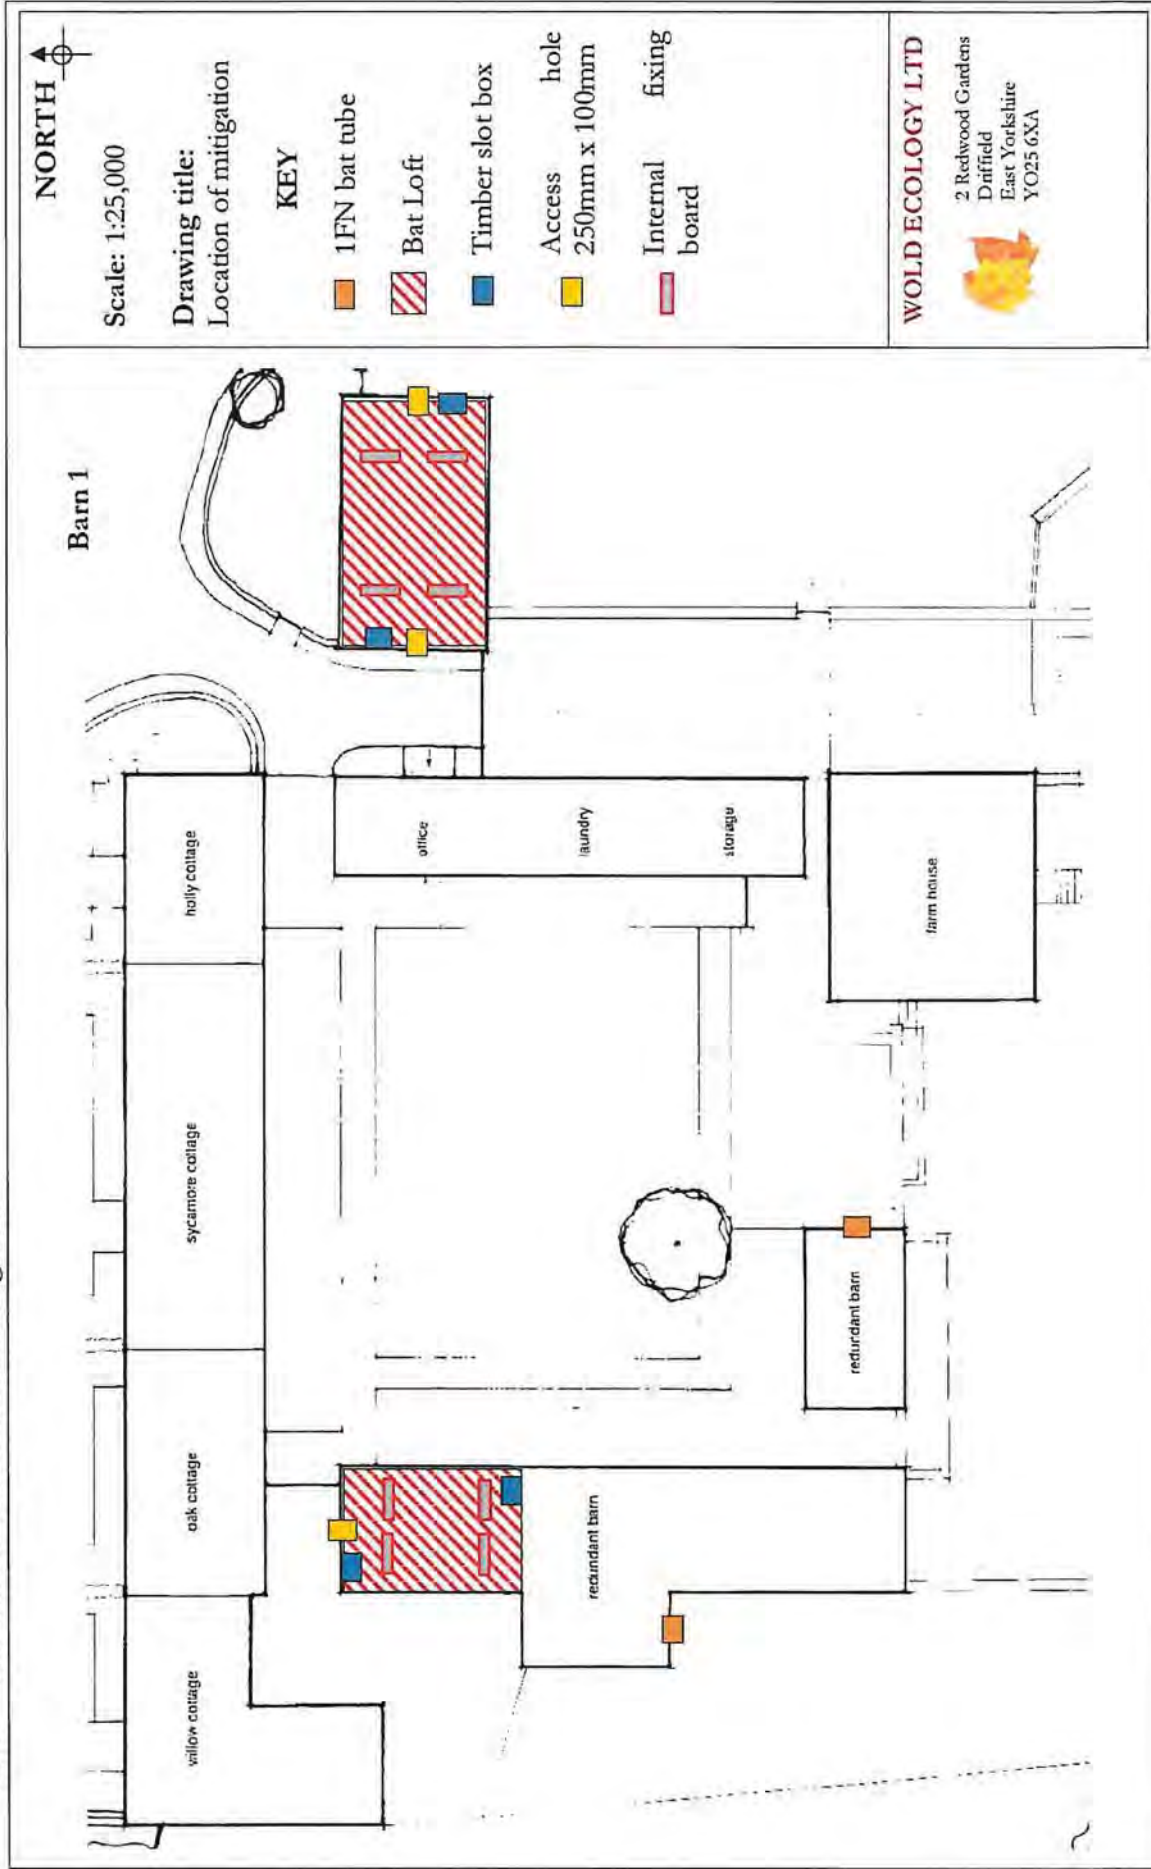 NORTH
Scale: 1:25,000
Drawing title:
Location of mitigation
KEY
1FN bat tube
Bat Loft
Timber slot box
Access hole
250mm x 100mm
Internal fixing
board
WOLD ECOLOGY LTD
2 Redwood Gardens
Driffield
East Yorkshire
YO25 6XA
Barn 1
holly cottage
sycamore cottage
oak cottage
willow cottage
office
laundry
storage
farm house
redundant barn
redundant barn